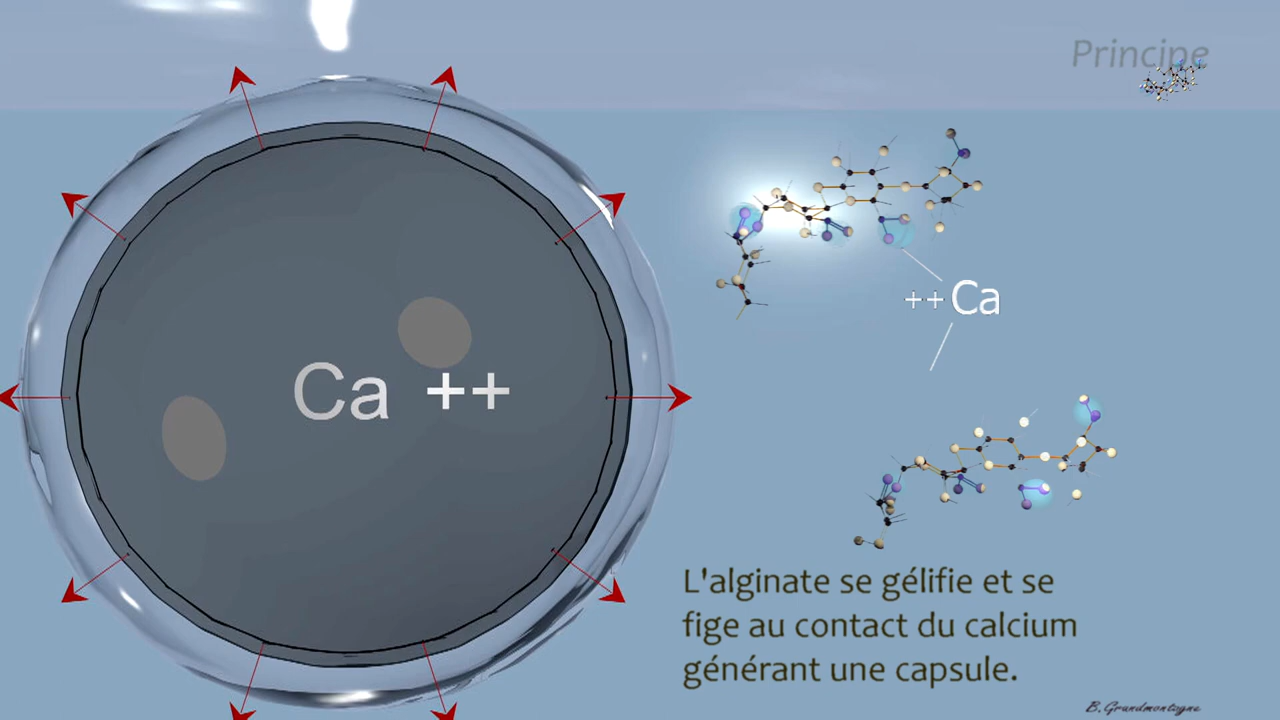 Principe
++Ca
Ca ++
L'alginate se gélifie et se
fige au contact du calcium
générant une capsule.
B.Grandmontagne